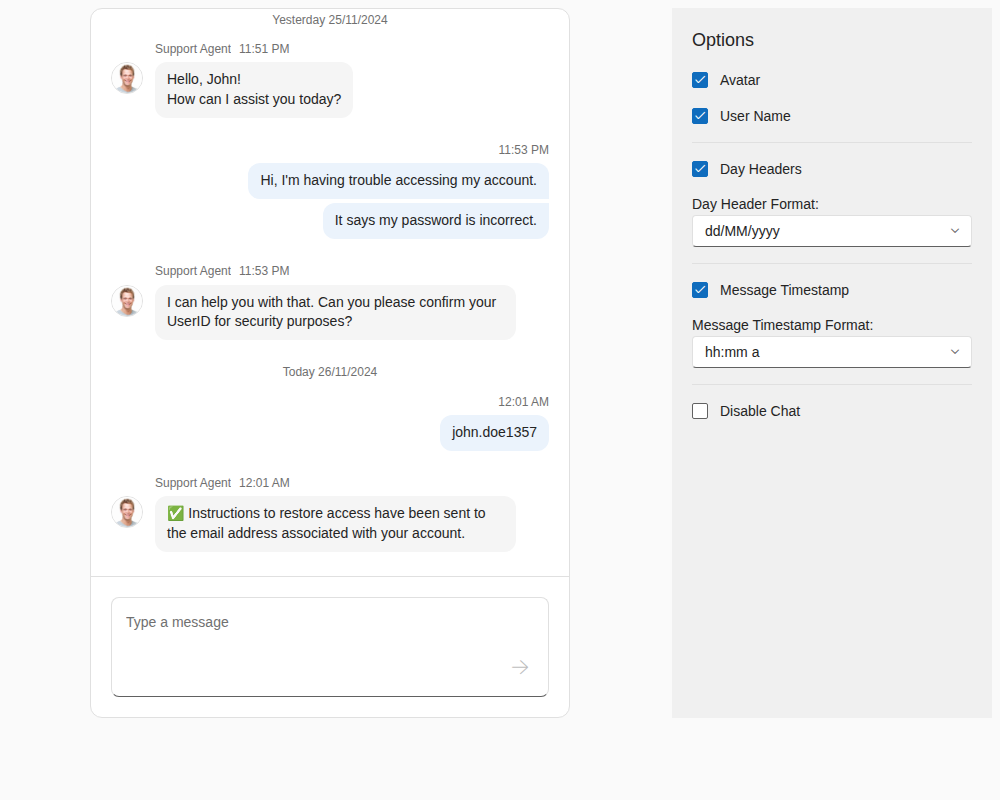 Yesterday 25/11/2024
Support Agent 11:51 PM
Hello, John!
How can I assist you today?
11:53 PM
Hi, I'm having trouble accessing my account.
It says my password is incorrect.
Support Agent 11:53 PM
I can help you with that. Can you please confirm your
UserID for security purposes?
Today 26/11/2024
12:01 AM
john.doe1357
Support Agent 12:01 AM
✅ Instructions to restore access have been sent to
the email address associated with your account.
Type a message
Options
Avatar
User Name
Day Headers
Day Header Format:
dd/MM/yyyy
Message Timestamp
Message Timestamp Format:
hh:mm a
Disable Chat